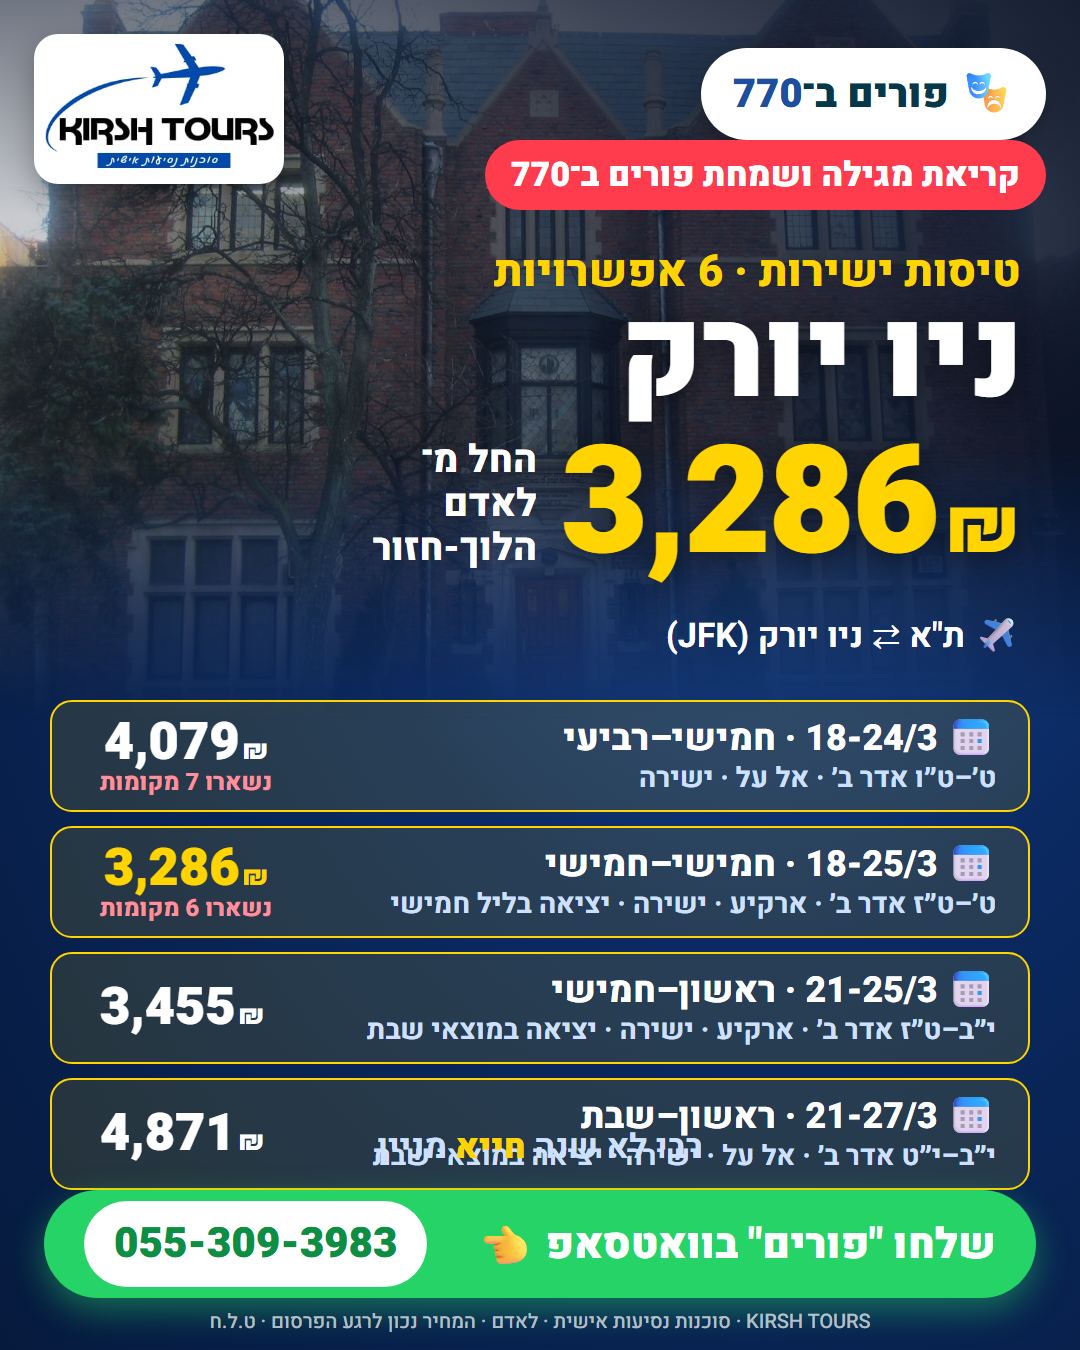 KIRSH TOURS
סוכנות נסיעות אישית
פורים ב־770
קריאת מגילה ושמחת פורים ב־770
טיסות ישירות · 6 אפשרויות
ניו יורק
₪3,286
החל מ־
לאדם
הלוך-חזור
ת"א ⇄ ניו יורק (JFK)
18-24/3 · חמישי–רביעי
ט׳–ט״ו אדר ב׳ · אל על · ישירה
₪4,079
נשארו 7 מקומות
18-25/3 · חמישי–חמישי
ט׳–ט״ז אדר ב׳ · ארקיע · ישירה · יציאה בליל חמישי
₪3,286
נשארו 6 מקומות
21-25/3 · ראשון–חמישי
י״ב–ט״ז אדר ב׳ · ארקיע · ישירה · יציאה במוצאי שבת
₪3,455
21-27/3 · ראשון–שבת
י״ב–י״ט אדר ב׳ · אל על · ישירה · יציאה במוצאי שבת
₪4,871
רבי לא שנה חייא מניין
שלחו "פורים" בוואטסאפ
055-309-3983
KIRSH TOURS · סוכנות נסיעות אישית · לאדם · המחיר נכון לרגע הפרסום · ט.ל.ח